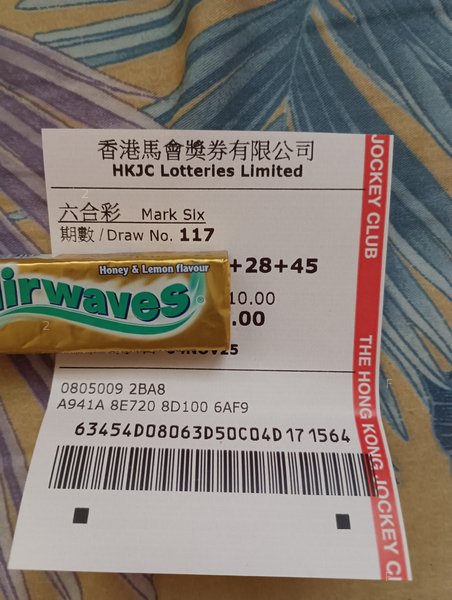 香港馬會獎券有限公司
HKJC Lotteries Limited
六合彩 Mark Six
期數 / Draw No. 117
Honey & Lemon flavour
airwaves®
+28+45
10.00
.00
04NOV25
0805009 2BA8
A941A 8E720 8D100 6AF9
63454D08063D50C04D171564
JOCKEY CLUB
THE HONG KONG JOCKEY C